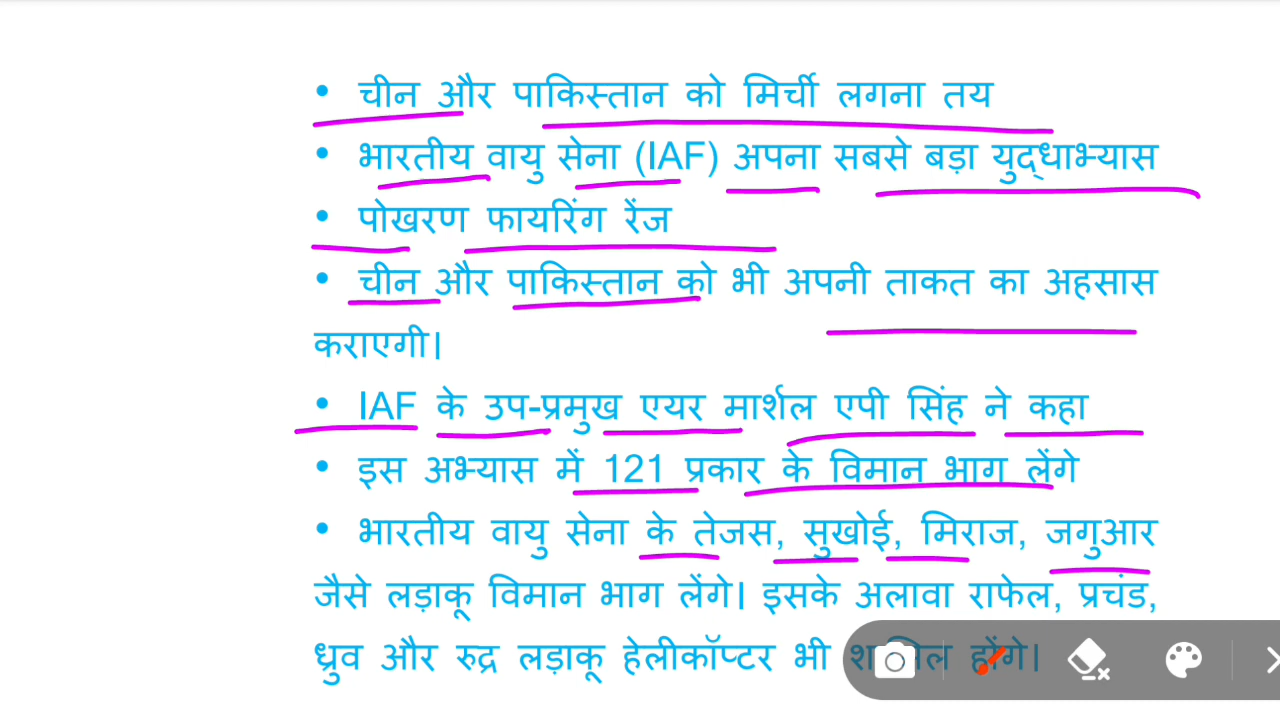 • चीन और पाकिस्तान को मिर्ची लगना तय
• भारतीय वायु सेना (IAF) अपना सबसे बड़ा युद्धाभ्यास
• पोखरण फायरिंग रेंज
• चीन और पाकिस्तान को भी अपनी ताकत का अहसास
कराएगी।
• IAF के उप-प्रमुख एयर मार्शल एपी सिंह ने कहा
• इस अभ्यास में 121 प्रकार के विमान भाग लेंगे
• भारतीय वायु सेना के तेजस, सुखोई, मिराज, जगुआर
जैसे लड़ाकू विमान भाग लेंगे। इसके अलावा राफेल, प्रचंड,
ध्रुव और रुद्र लड़ाकू हेलीकॉप्टर भी शामिल होंगे।